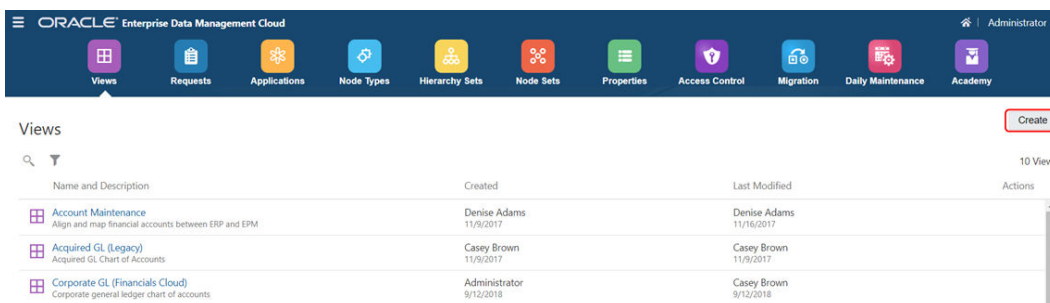 ORACLE® Enterprise Data Management Cloud
Administrator
Views Requests Applications Node Types Hierarchy Sets Node Sets Properties Access Control Migration Daily Maintenance Academy
Views
Create
10 View
Name and Description Created Last Modified Actions
Account Maintenance Denise Adams Denise Adams
Align and map financial accounts between ERP and EPM 11/9/2017 11/16/2017
Acquired GL (Legacy) Casey Brown Casey Brown
Acquired GL Chart of Accounts 11/9/2017 11/9/2017
Corporate GL (Financials Cloud) Administrator Casey Brown
Corporate general ledger chart of accounts 9/12/2018 9/12/2018